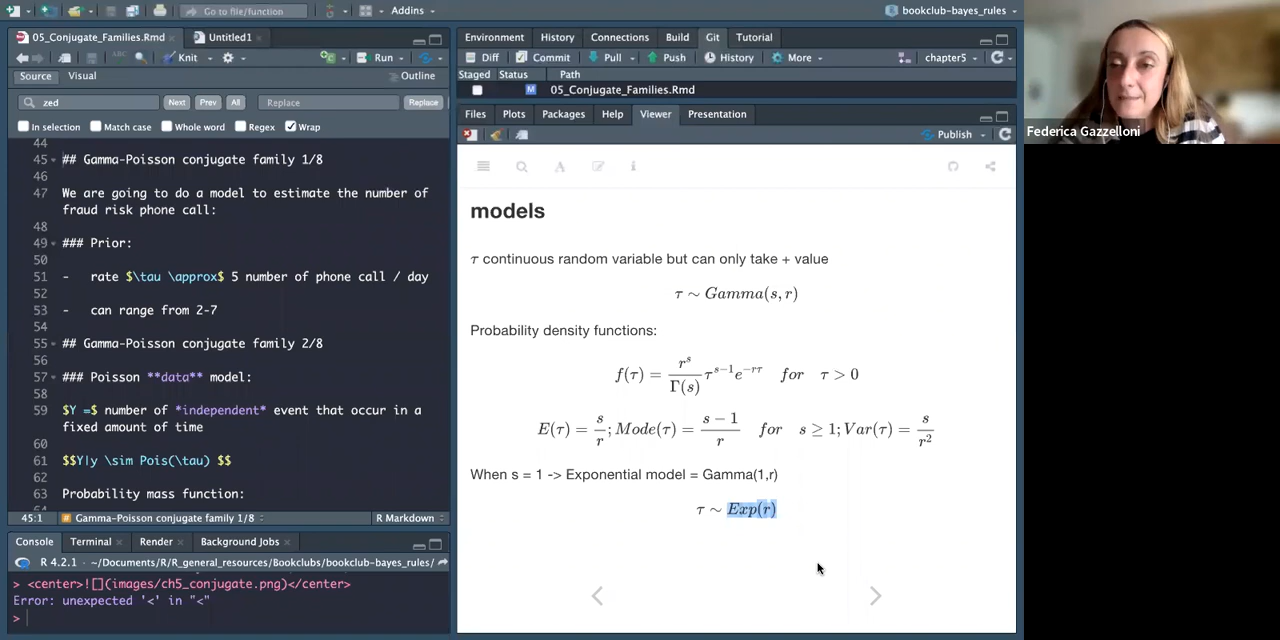 Go to file/function
Addins
bookclub-bayes_rules
05_Conjugate_Families.Rmd
Untitled1
Knit
Run
Source
Visual
Outline
zed
Next
Prev
All
Replace
Replace
In selection
Match case
Whole word
Regex
Wrap
44
45 ## Gamma-Poisson conjugate family 1/8
46
47 We are going to do a model to estimate the number of
fraud risk phone call:
48
49 ### Prior:
50
51 - rate $\tau \approx$ 5 number of phone call / day
52
53 - can range from 2-7
54
55 ## Gamma-Poisson conjugate family 2/8
56
57 ### Poisson **data** model:
58
59 $Y =$ number of *independent* event that occur in a
fixed amount of time
60
61 $$Y|y \sim Pois(\tau) $$
62
63 Probability mass function:
45:1
Gamma-Poisson conjugate family 1/8
R Markdown
Console
Terminal
Render
Background Jobs
R 4.2.1 · ~/Documents/R/R_general_resources/Bookclubs/bookclub-bayes_rules/
> <center>![](images/ch5_conjugate.png)</center>
Error: unexpected '<' in "<"
>
Environment
History
Connections
Build
Git
Tutorial
Diff
Commit
Pull
Push
History
More
chapter5
Staged
Status
Path
M
05_Conjugate_Families.Rmd
Files
Plots
Packages
Help
Viewer
Presentation
Publish
models
τ continuous random variable but can only take + value
τ ∼ Gamma(s, r)
Probability density functions:
f(τ) = r^s/Γ(s) τ^{s−1} e^{−rτ} for τ > 0
E(τ) = s/r; Mode(τ) = (s − 1)/r for s ≥ 1; Var(τ) = s/r^2
When s = 1 -> Exponential model = Gamma(1,r)
τ ∼ Exp(r)
Federica Gazzelloni